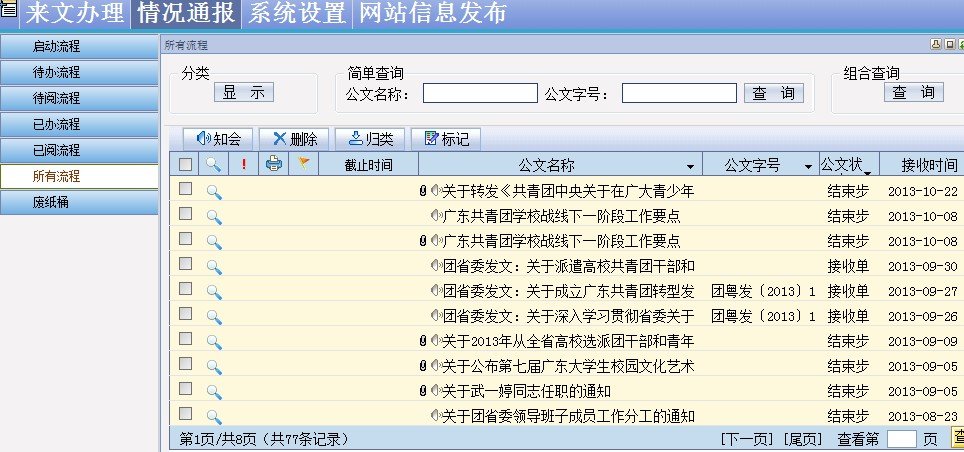 来文办理 情况通报 系统设置 网站信息发布
启动流程
待办流程
待阅流程
已办流程
已阅流程
所有流程
废纸桶
所有流程
分类 简单查询 组合查询
显 示 公文名称： 公文字号： 查 询 查 询
知会 删除 归类 标记
! 截止时间 公文名称 公文字号 公文状 接收时间
关于转发《共青团中央关于在广大青少年 结束步 2013-10-22
广东共青团学校战线下一阶段工作要点 结束步 2013-10-08
广东共青团学校战线下一阶段工作要点 结束步 2013-10-08
团省委发文：关于派遣高校共青团干部和 接收单 2013-09-30
团省委发文：关于成立广东共青团转型发 团粤发〔2013〕1 接收单 2013-09-27
团省委发文：关于深入学习贯彻省委关于 团粤发〔2013〕1 接收单 2013-09-26
关于2013年从全省高校选派团干部和青年 结束步 2013-09-09
关于公布第七届广东大学生校园文化艺术 结束步 2013-09-05
关于武一婷同志任职的通知 结束步 2013-09-05
关于团省委领导班子成员工作分工的通知 结束步 2013-08-23
第1页/共8页（共77条记录） [下一页] [尾页] 查看第 页